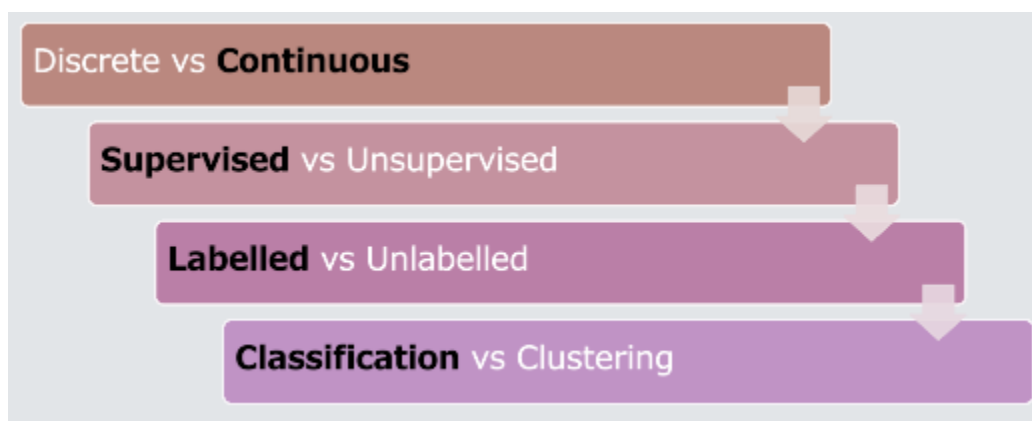 Discrete vs Continuous
Supervised vs Unsupervised
Labelled vs Unlabelled
Classification vs Clustering